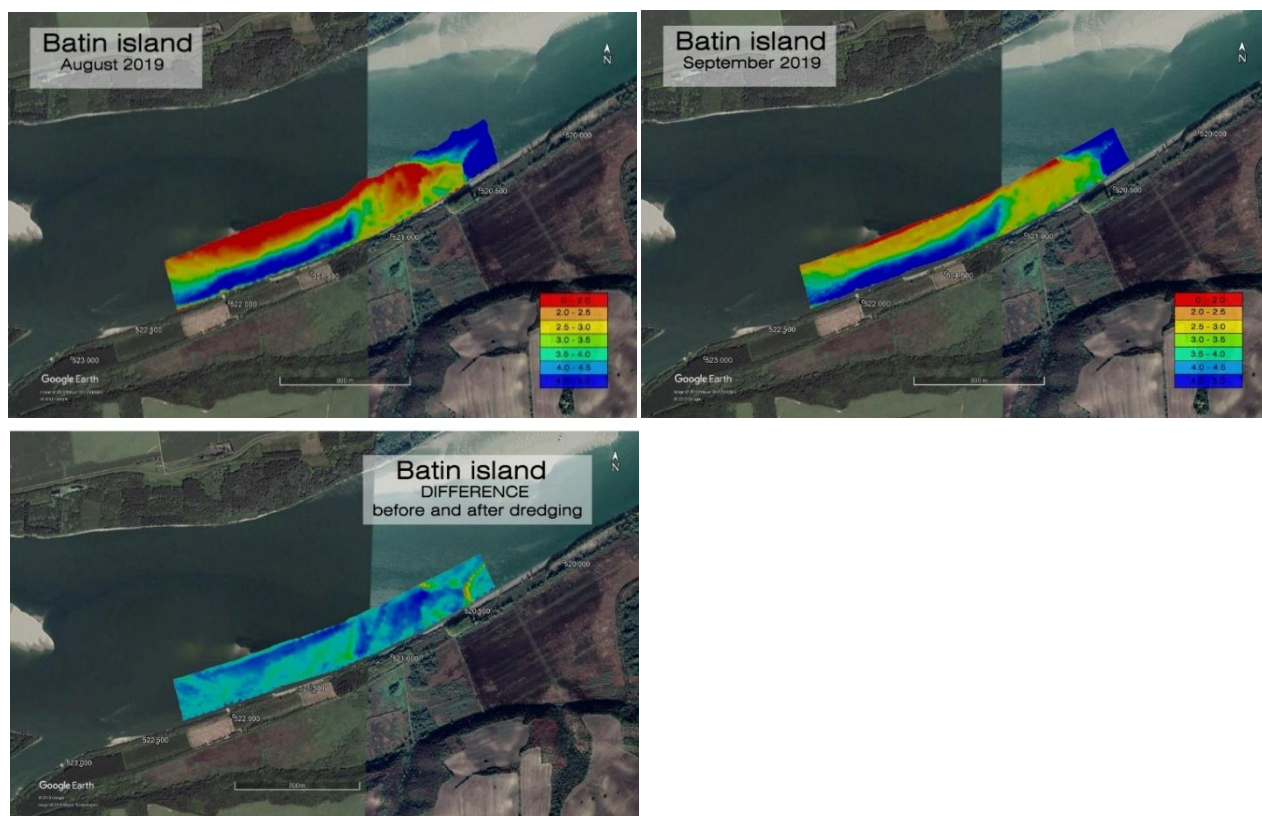 Batin island
August 2019
N
520 000
520 500
521 000
522 000
522 500
523 000
0 - 2.0
2.0 - 2.5
2.5 - 3.0
3.0 - 3.5
3.5 - 4.0
4.0 - 4.5
Google Earth
800 m
Batin island
September 2019
N
520 000
520 500
521 000
522 000
522 500
523 000
0 - 2.0
2.0 - 2.5
2.5 - 3.0
3.0 - 3.5
3.5 - 4.0
4.0 - 4.5
Google Earth
800 m
Batin island
DIFFERENCE
before and after dredging
N
520 000
520 500
521 000
522 000
522 500
523 000
Google Earth
800 m